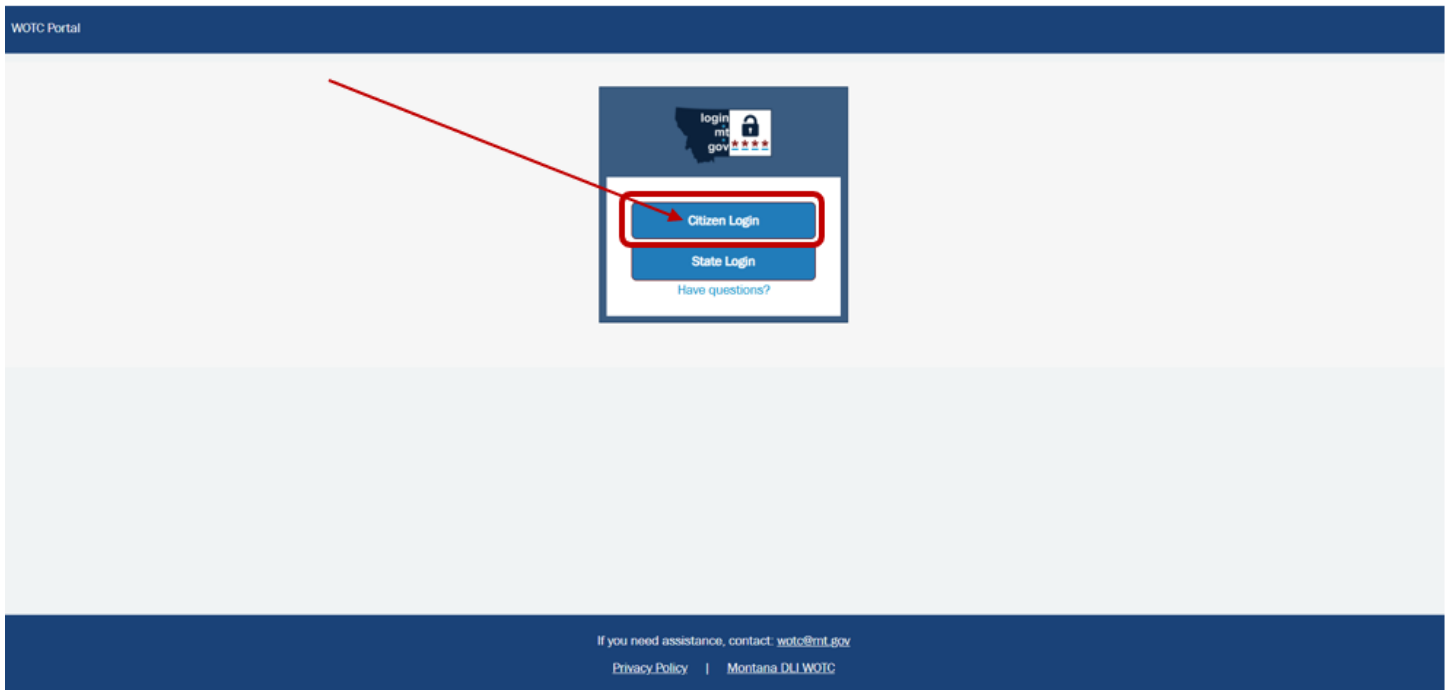 WOTC Portal
login
mt
gov
****
Citizen Login
State Login
Have questions?
If you need assistance, contact: wotc@mt.gov
Privacy Policy | Montana DLI WOTC